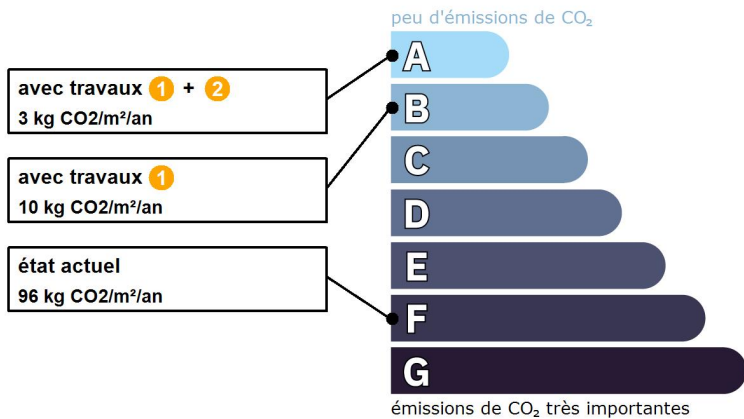 peu d'émissions de CO₂
avec travaux 1 + 2
3 kg CO2/m²/an
avec travaux 1
10 kg CO2/m²/an
état actuel
96 kg CO2/m²/an
A
B
C
D
E
F
G
émissions de CO₂ très importantes